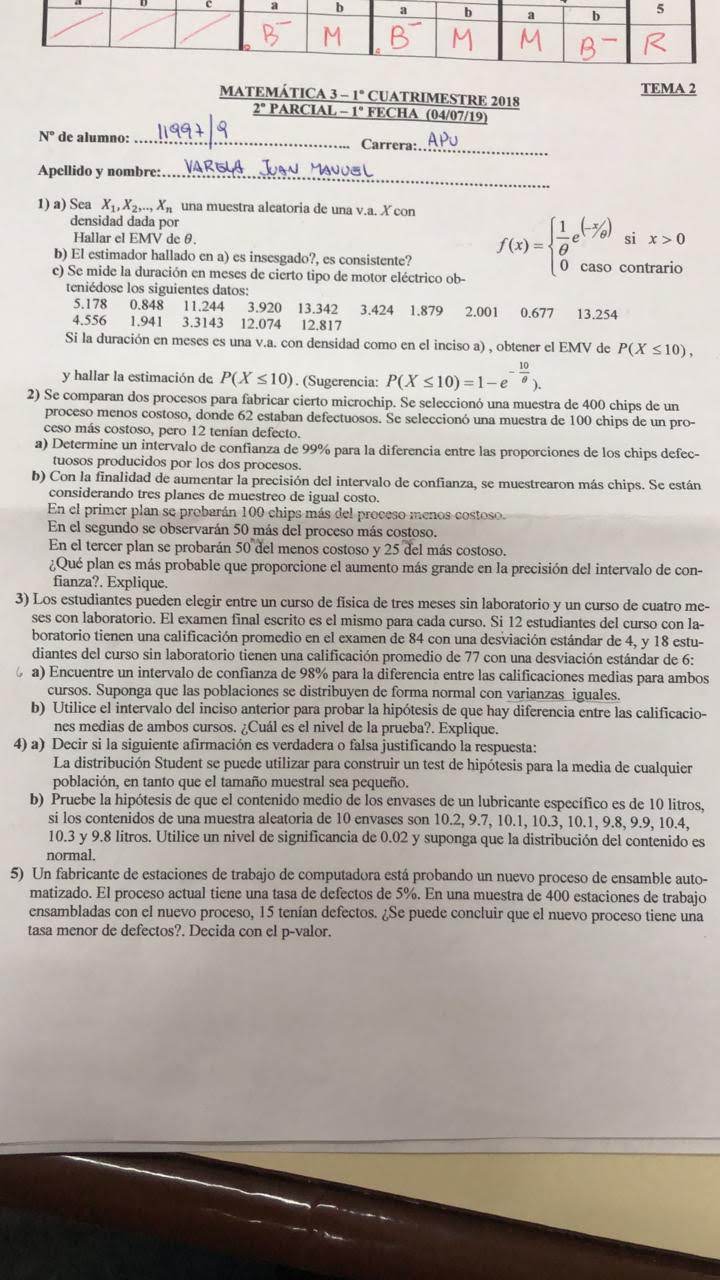 a b c a b a b a b 5
B⁻ M B⁻ M M B⁻ R
TEMA 2
MATEMÁTICA 3 – 1° CUATRIMESTRE 2018
2° PARCIAL – 1° FECHA (04/07/19)
N° de alumno: 11997/9 Carrera: APU
Apellido y nombre: VARELA JUAN MANUEL
1) a) Sea X₁, X₂,.., Xₙ una muestra aleatoria de una v.a. X con
densidad dada por
Hallar el EMV de θ.
f(x) = { 1/θ e^(−x/θ) si x > 0
0 caso contrario
b) El estimador hallado en a) es insesgado?, es consistente?
c) Se mide la duración en meses de cierto tipo de motor eléctrico ob-
teniéndose los siguientes datos:
5.178 0.848 11.244 3.920 13.342 3.424 1.879 2.001 0.677 13.254
4.556 1.941 3.3143 12.074 12.817
Si la duración en meses es una v.a. con densidad como en el inciso a) , obtener el EMV de P(X ≤ 10) ,
y hallar la estimación de P(X ≤ 10) . (Sugerencia: P(X ≤ 10) = 1 − e^(−10/θ) ).
2) Se comparan dos procesos para fabricar cierto microchip. Se seleccionó una muestra de 400 chips de un
proceso menos costoso, donde 62 estaban defectuosos. Se seleccionó una muestra de 100 chips de un pro-
ceso más costoso, pero 12 tenían defecto.
a) Determine un intervalo de confianza de 99% para la diferencia entre las proporciones de los chips defec-
tuosos producidos por los dos procesos.
b) Con la finalidad de aumentar la precisión del intervalo de confianza, se muestrearon más chips. Se están
considerando tres planes de muestreo de igual costo.
En el primer plan se probarán 100 chips más del proceso menos costoso.
En el segundo se observarán 50 más del proceso más costoso.
En el tercer plan se probarán 50 del menos costoso y 25 del más costoso.
¿Qué plan es más probable que proporcione el aumento más grande en la precisión del intervalo de con-
fianza?. Explique.
3) Los estudiantes pueden elegir entre un curso de física de tres meses sin laboratorio y un curso de cuatro me-
ses con laboratorio. El examen final escrito es el mismo para cada curso. Si 12 estudiantes del curso con la-
boratorio tienen una calificación promedio en el examen de 84 con una desviación estándar de 4, y 18 estu-
diantes del curso sin laboratorio tienen una calificación promedio de 77 con una desviación estándar de 6:
a) Encuentre un intervalo de confianza de 98% para la diferencia entre las calificaciones medias para ambos
cursos. Suponga que las poblaciones se distribuyen de forma normal con varianzas iguales.
b) Utilice el intervalo del inciso anterior para probar la hipótesis de que hay diferencia entre las calificacio-
nes medias de ambos cursos. ¿Cuál es el nivel de la prueba?. Explique.
4) a) Decir si la siguiente afirmación es verdadera o falsa justificando la respuesta:
La distribución Student se puede utilizar para construir un test de hipótesis para la media de cualquier
población, en tanto que el tamaño muestral sea pequeño.
b) Pruebe la hipótesis de que el contenido medio de los envases de un lubricante específico es de 10 litros,
si los contenidos de una muestra aleatoria de 10 envases son 10.2, 9.7, 10.1, 10.3, 10.1, 9.8, 9.9, 10.4,
10.3 y 9.8 litros. Utilice un nivel de significancia de 0.02 y suponga que la distribución del contenido es
normal.
5) Un fabricante de estaciones de trabajo de computadora está probando un nuevo proceso de ensamble auto-
matizado. El proceso actual tiene una tasa de defectos de 5%. En una muestra de 400 estaciones de trabajo
ensambladas con el nuevo proceso, 15 tenían defectos. ¿Se puede concluir que el nuevo proceso tiene una
tasa menor de defectos?. Decida con el p-valor.